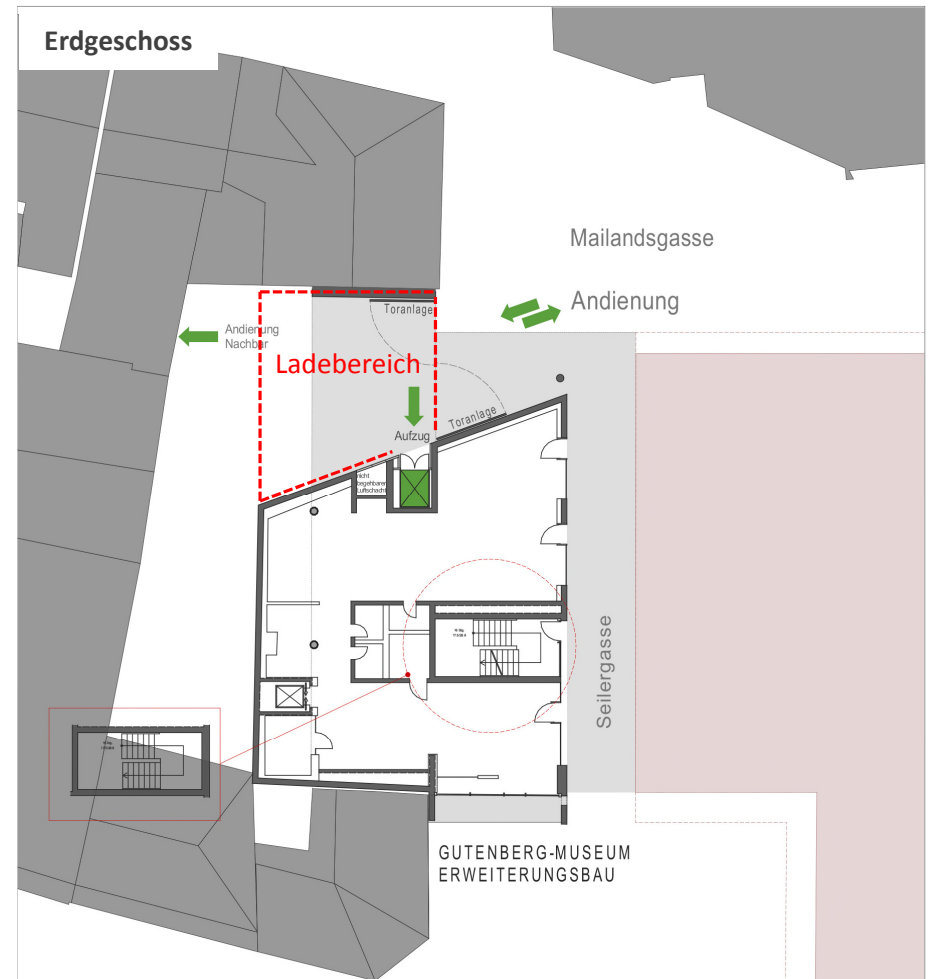 Erdgeschoss
Mailandsgasse
Andienung
Toranlage
Andienung
Nachbar
Ladebereich
Toranlage
Aufzug
nicht
begehbarer
Luftschacht
Seilergasse
GUTENBERG-MUSEUM
ERWEITERUNGSBAU